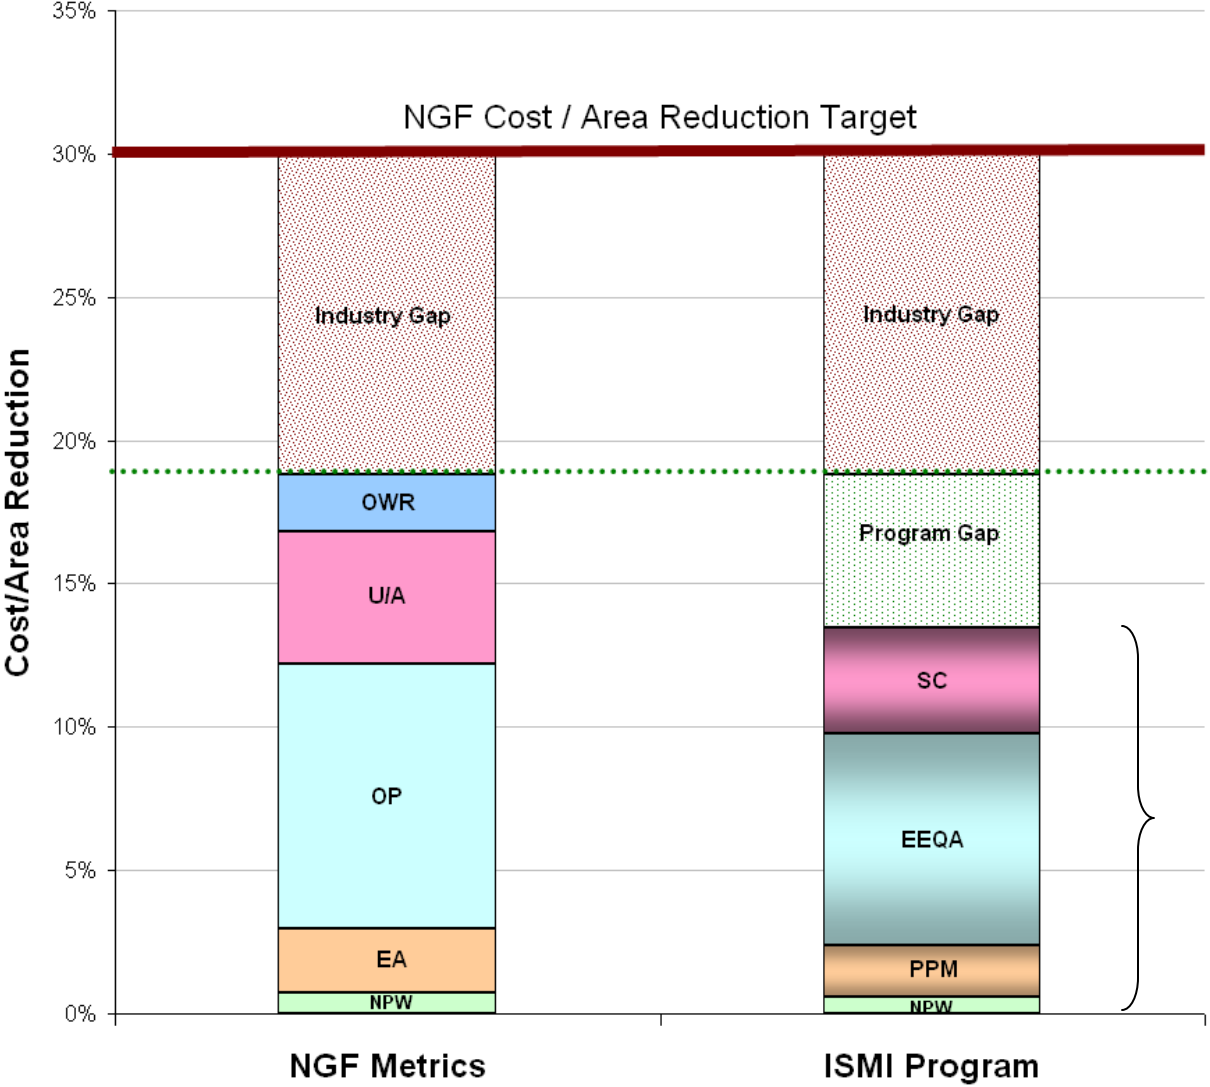 35%
NGF Cost / Area Reduction Target
30%
25%
Industry Gap
Industry Gap
20%
OWR
Program Gap
15%
U/A
SC
10%
OP
EEQA
5%
EA
PPM
NPW
NPW
0%
Cost/Area Reduction
NGF Metrics
ISMI Program